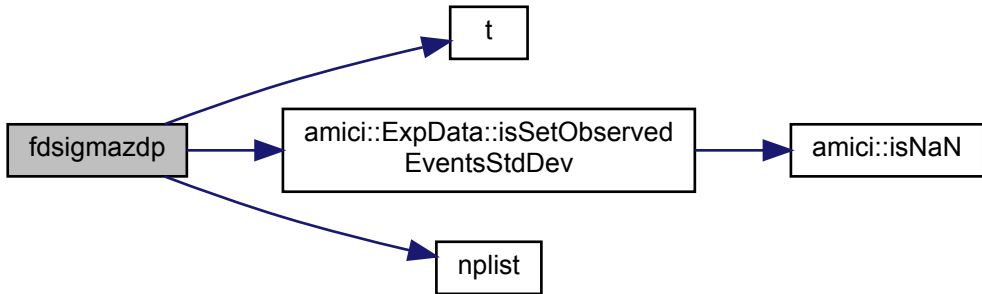 t
fdsigmazdp
amici::ExpData::isSetObserved
EventsStdDev
amici::isNaN
nplist